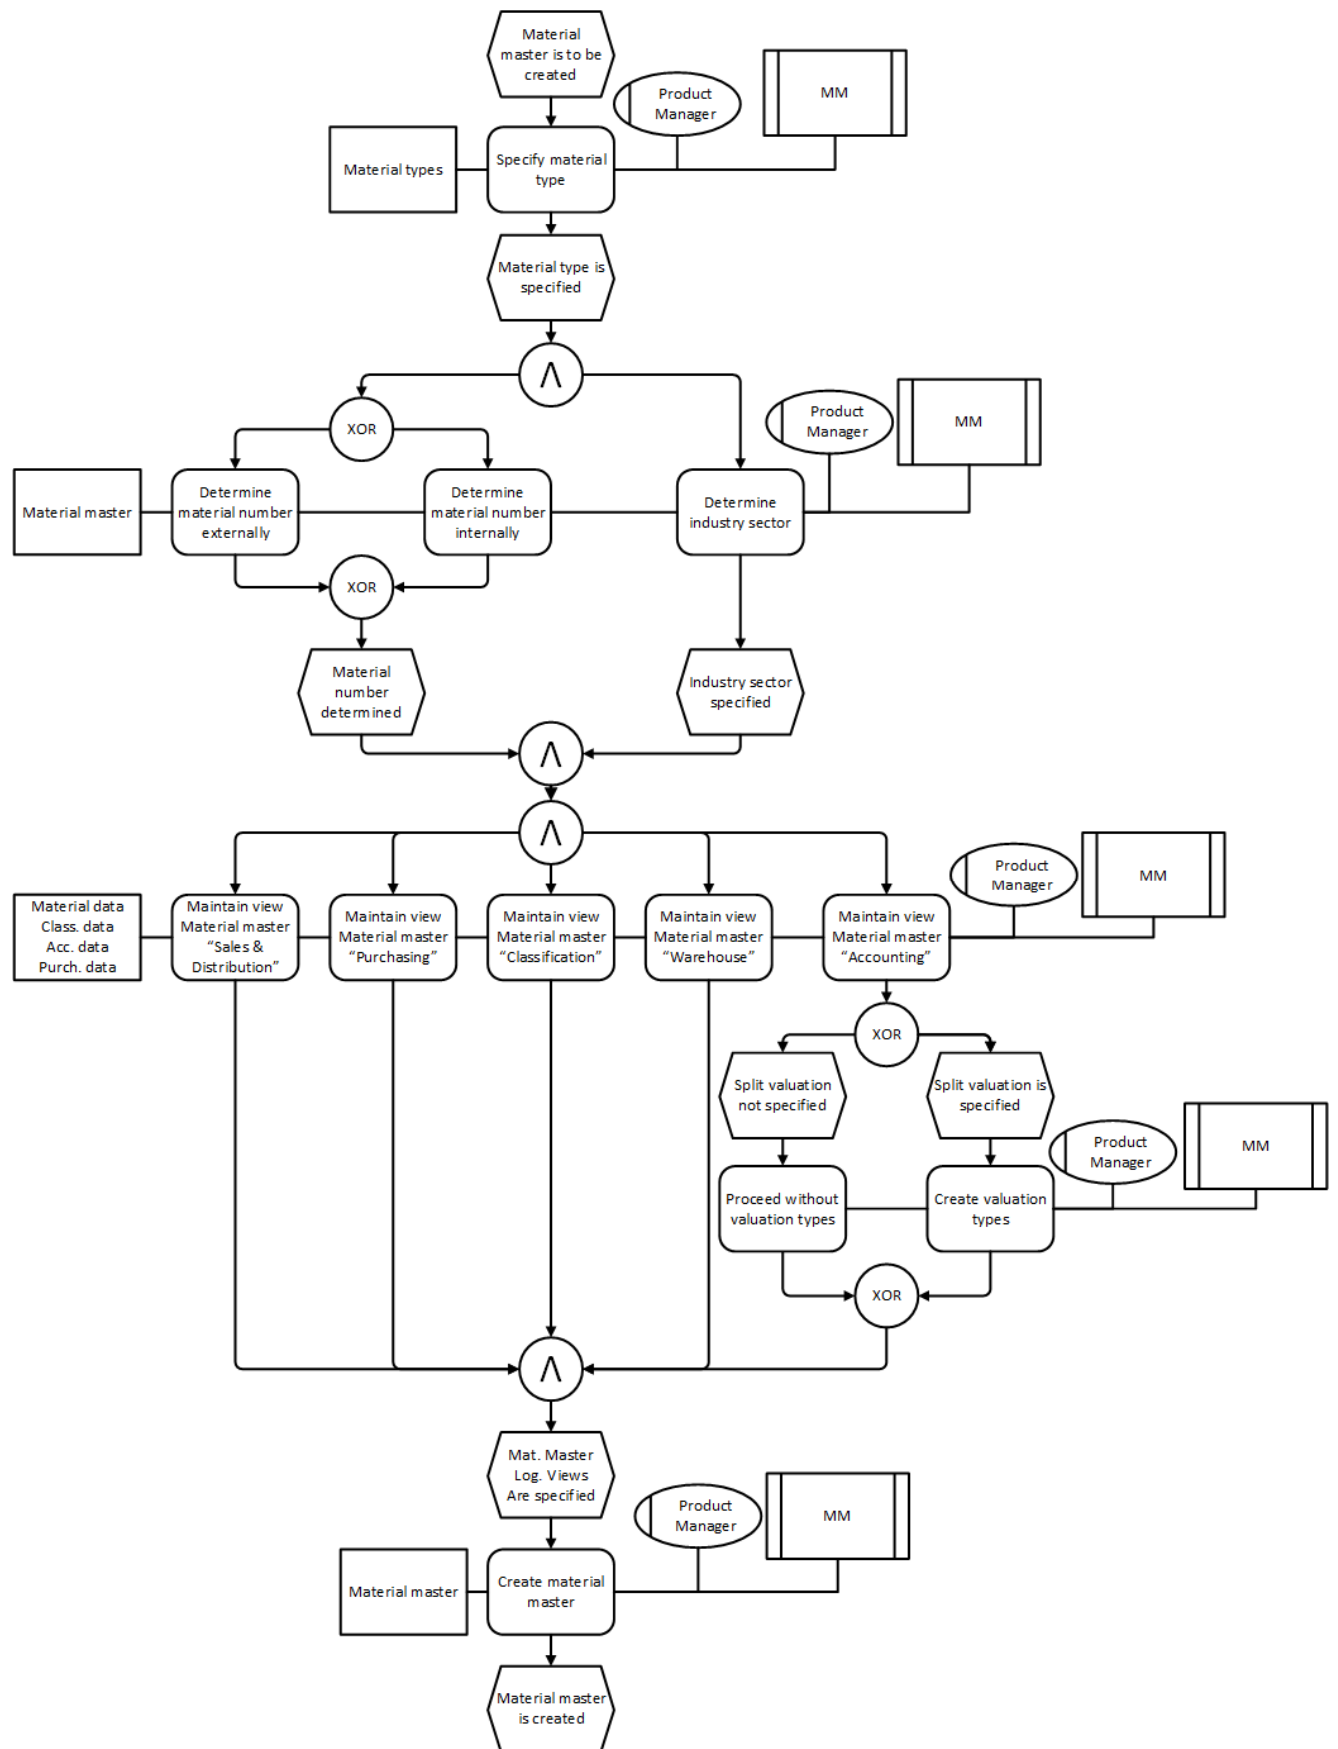 Material
master is to be
created
Product
Manager
MM
Material types
Specify material
type
Material type is
specified
Λ
XOR
Product
Manager
MM
Material master
Determine
material number
externally
Determine
material number
internally
Determine
industry sector
XOR
Material
number
determined
Industry sector
specified
Λ
Λ
Product
Manager
MM
Material data
Class. data
Acc. data
Purch. data
Maintain view
Material master
“Sales &
Distribution”
Maintain view
Material master
“Purchasing”
Maintain view
Material master
“Classification”
Maintain view
Material master
“Warehouse”
Maintain view
Material master
“Accounting”
XOR
Split valuation
not specified
Split valuation is
specified
Product
Manager
MM
Proceed without
valuation types
Create valuation
types
XOR
Λ
Mat. Master
Log. Views
Are specified
Product
Manager
MM
Material master
Create material
master
Material master
is created